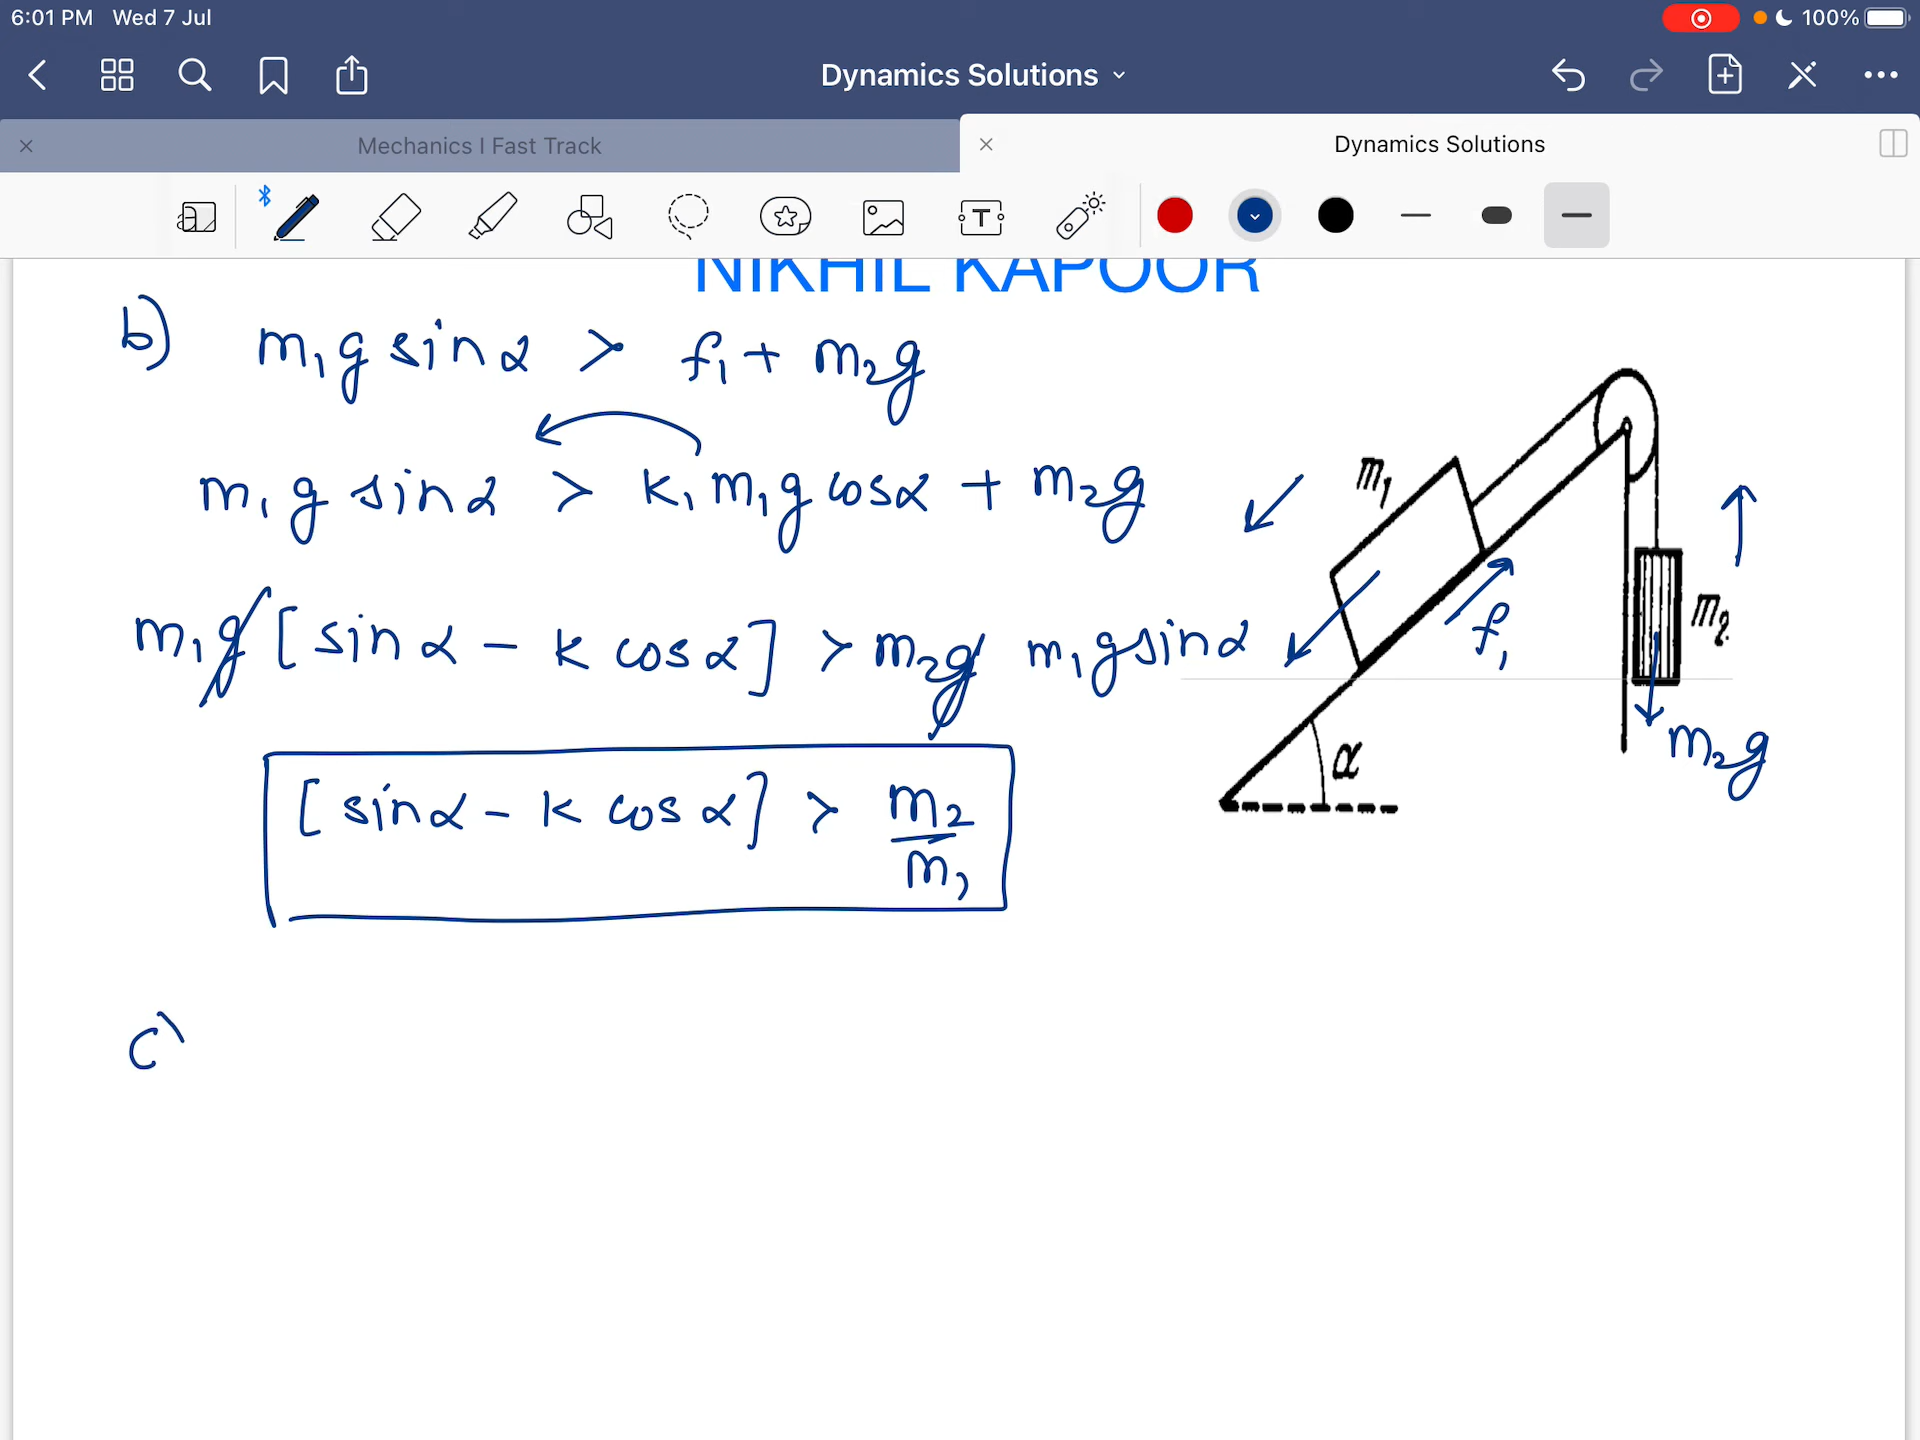 6:01 PM Wed 7 Jul 100%
Dynamics Solutions
Mechanics I Fast Track
Dynamics Solutions
NIKHIL KAPOOR
b) m₁g sinα > f₁ + m₂g
m₁g sinα > k₁m₁g cosα + m₂g
m₁g [sinα - k cosα] > m₂g
[sinα - k cosα] > m₂/m₁
c)
m₁
m₂
f₁
m₁g sinα
m₂g
α